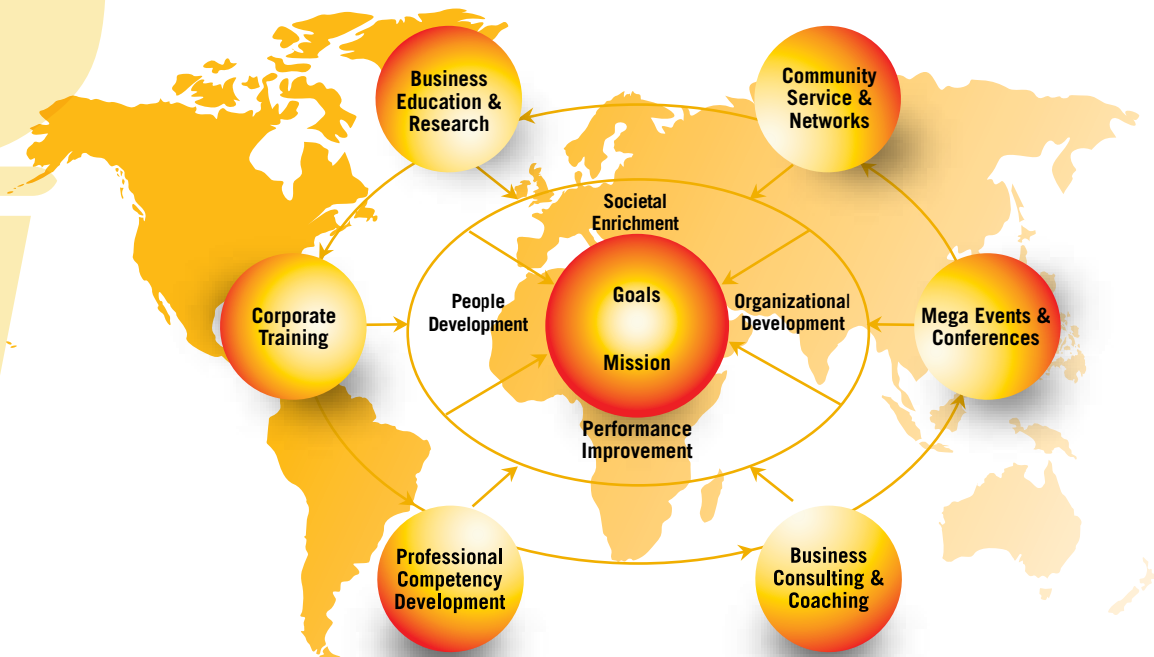 Business
Education &
Research
Community
Service &
Networks
Societal
Enrichment
Corporate
Training
People
Development
Goals
Mission
Organizational
Development
Mega Events &
Conferences
Performance
Improvement
Professional
Competency
Development
Business
Consulting &
Coaching